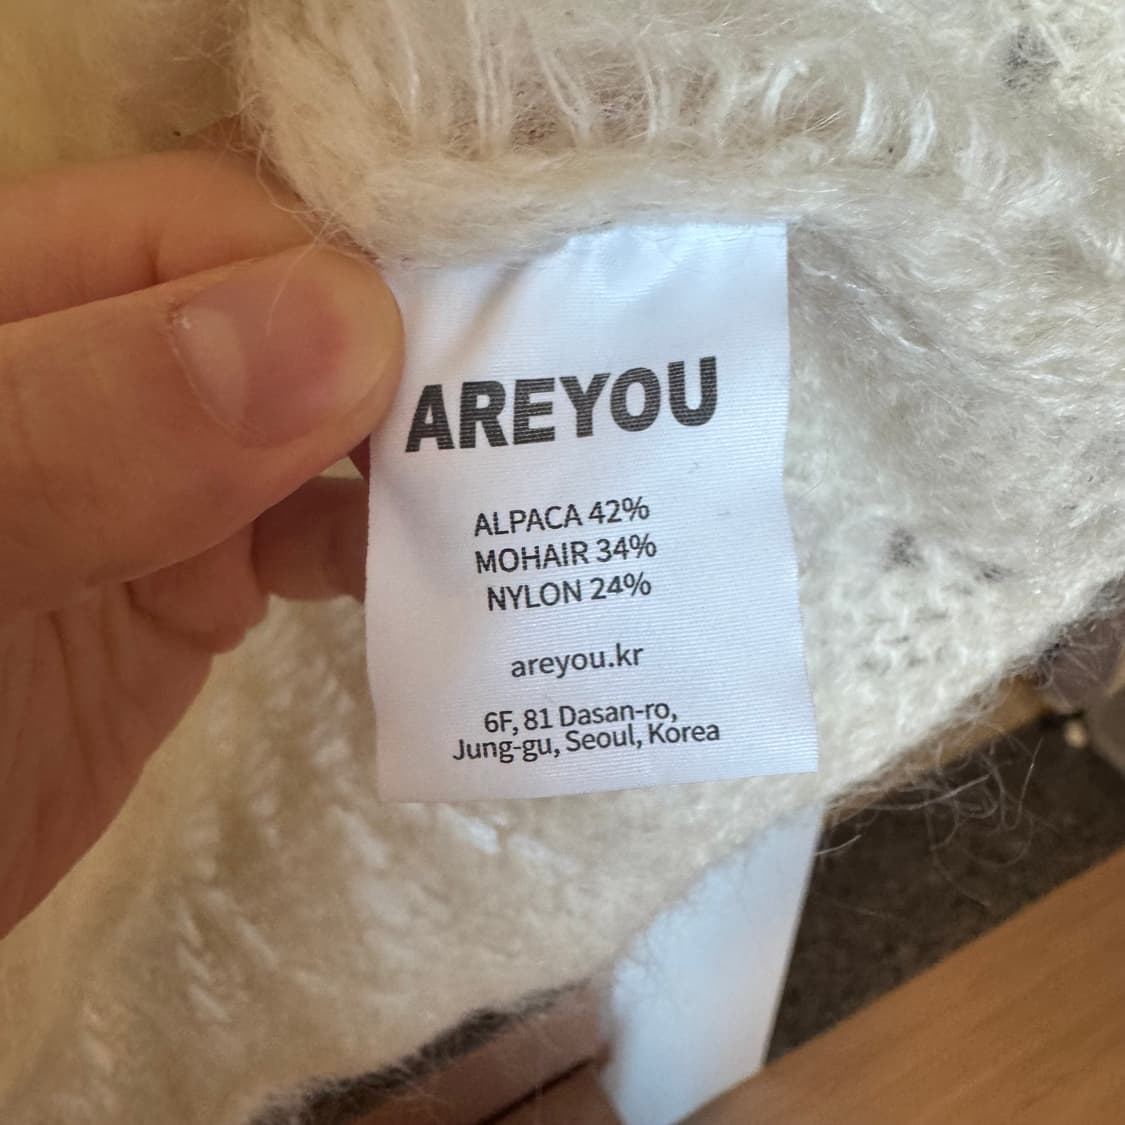 AREYOU
ALPACA 42%
MOHAIR 34%
NYLON 24%
areyou.kr
6F, 81 Dasan-ro,
Jung-gu, Seoul, Korea